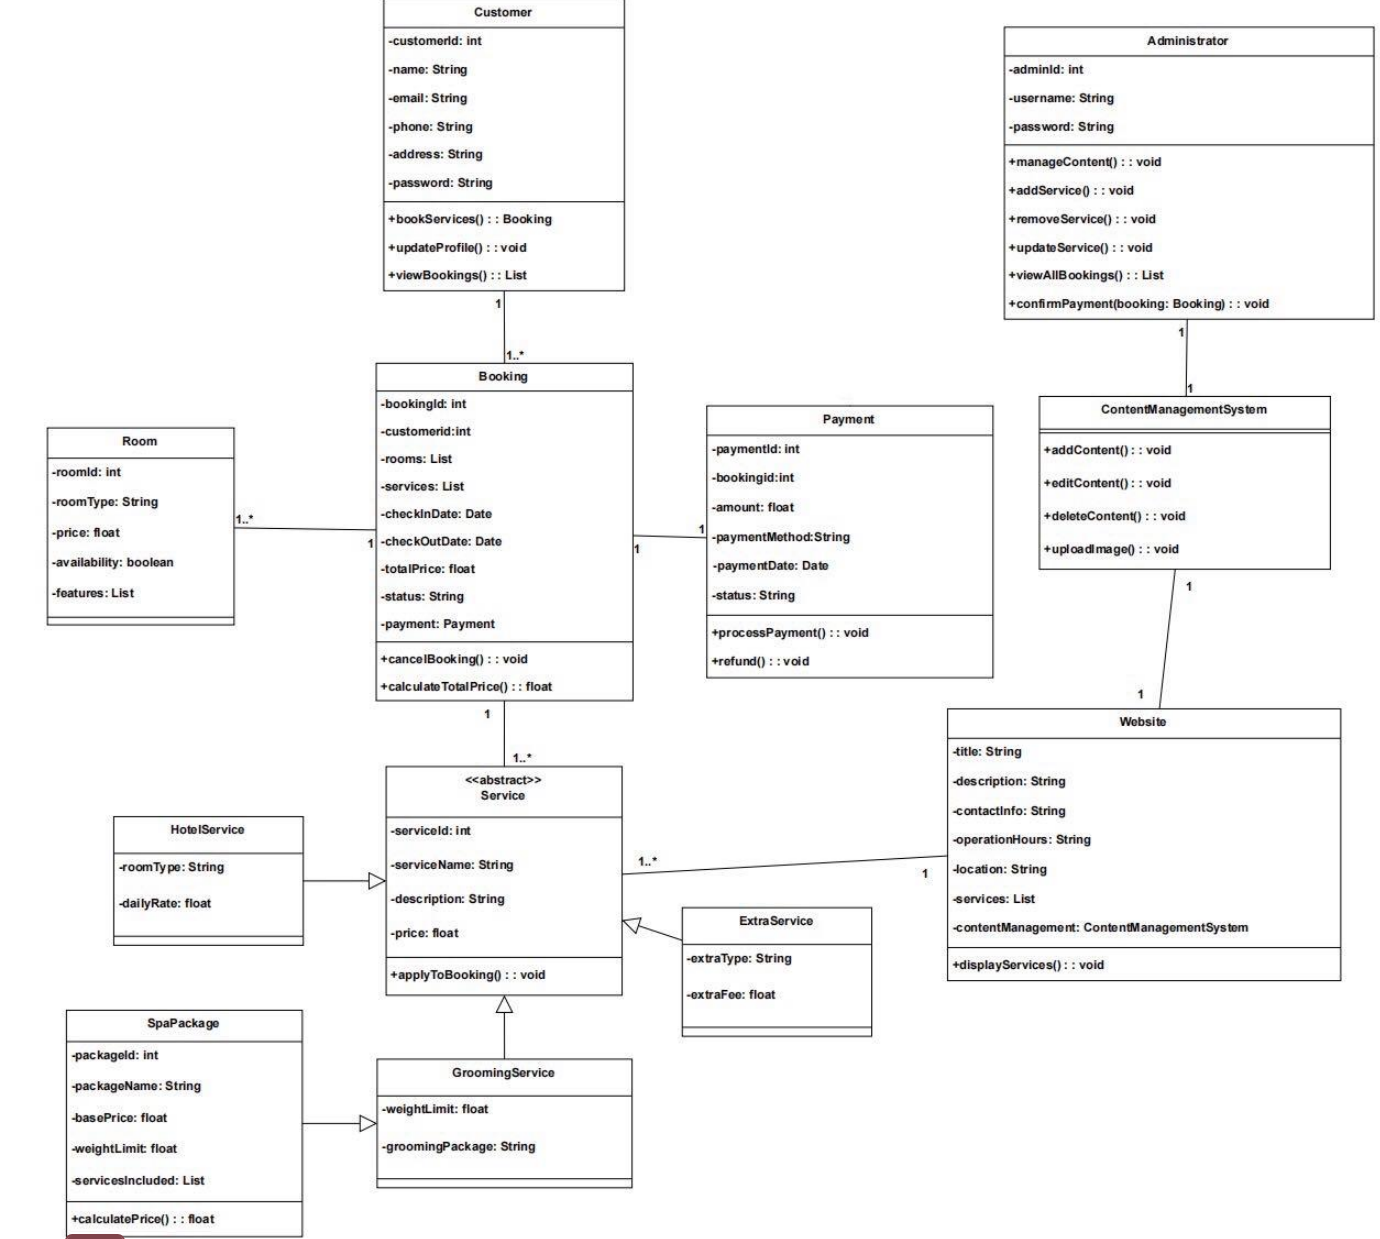 Customer
-customerId: int
-name: String
-email: String
-phone: String
-address: String
-password: String
+bookServices() : : Booking
+updateProfile() : : void
+viewBookings() : : List
1
1..*
Administrator
-adminId: int
-username: String
-password: String
+manageContent() : : void
+addService() : : void
+removeService() : : void
+updateService() : : void
+viewAllBookings() : : List
+confirmPayment(booking: Booking) : : void
1
1
Booking
-bookingId: int
-customerid:int
-rooms: List
-services: List
-checkInDate: Date
-checkOutDate: Date
-totalPrice: float
-status: String
-payment: Payment
+cancelBooking() : : void
+calculateTotalPrice() : : float
Room
-roomId: int
-roomType: String
-price: float
-availability: boolean
-features: List
1..*
1
Payment
-paymentId: int
-bookingid:int
-amount: float
-paymentMethod:String
-paymentDate: Date
-status: String
+processPayment() : : void
+refund() : : void
1
1
ContentManagementSystem
+addContent() : : void
+editContent() : : void
+deleteContent() : : void
+uploadImage() : : void
1
1
1
1..*
<<abstract>>
Service
-serviceId: int
-serviceName: String
-description: String
-price: float
+applyToBooking() : : void
Website
-title: String
-description: String
-contactInfo: String
-operationHours: String
-location: String
-services: List
-contentManagement: ContentManagementSystem
+displayServices() : : void
1..*
1
HotelService
-roomType: String
-dailyRate: float
ExtraService
-extraType: String
-extraFee: float
SpaPackage
-packageId: int
-packageName: String
-basePrice: float
-weightLimit: float
-servicesIncluded: List
+calculatePrice() : : float
GroomingService
-weightLimit: float
-groomingPackage: String